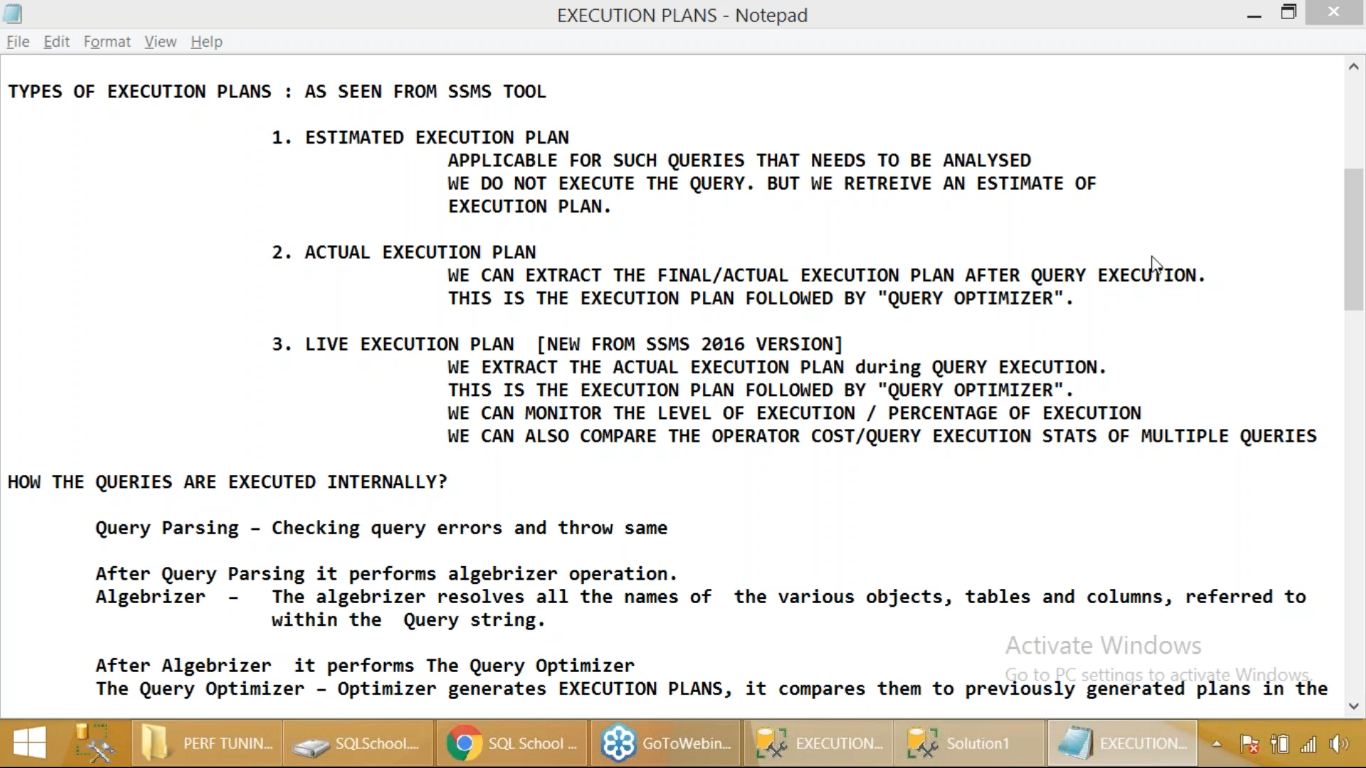 EXECUTION PLANS - Notepad
File Edit Format View Help
TYPES OF EXECUTION PLANS : AS SEEN FROM SSMS TOOL
1. ESTIMATED EXECUTION PLAN
APPLICABLE FOR SUCH QUERIES THAT NEEDS TO BE ANALYSED
WE DO NOT EXECUTE THE QUERY. BUT WE RETREIVE AN ESTIMATE OF
EXECUTION PLAN.
2. ACTUAL EXECUTION PLAN
WE CAN EXTRACT THE FINAL/ACTUAL EXECUTION PLAN AFTER QUERY EXECUTION.
THIS IS THE EXECUTION PLAN FOLLOWED BY "QUERY OPTIMIZER".
3. LIVE EXECUTION PLAN [NEW FROM SSMS 2016 VERSION]
WE EXTRACT THE ACTUAL EXECUTION PLAN during QUERY EXECUTION.
THIS IS THE EXECUTION PLAN FOLLOWED BY "QUERY OPTIMIZER".
WE CAN MONITOR THE LEVEL OF EXECUTION / PERCENTAGE OF EXECUTION
WE CAN ALSO COMPARE THE OPERATOR COST/QUERY EXECUTION STATS OF MULTIPLE QUERIES
HOW THE QUERIES ARE EXECUTED INTERNALLY?
Query Parsing – Checking query errors and throw same
After Query Parsing it performs algebrizer operation.
Algebrizer – The algebrizer resolves all the names of the various objects, tables and columns, referred to
within the Query string.
After Algebrizer it performs The Query Optimizer
The Query Optimizer – Optimizer generates EXECUTION PLANS, it compares them to previously generated plans in the
Activate Windows
Go to PC settings to activate Windows.
PERF TUNIN... SQLSchool.... SQL School ... GoToWebin... EXECUTION... Solution1 EXECUTION...